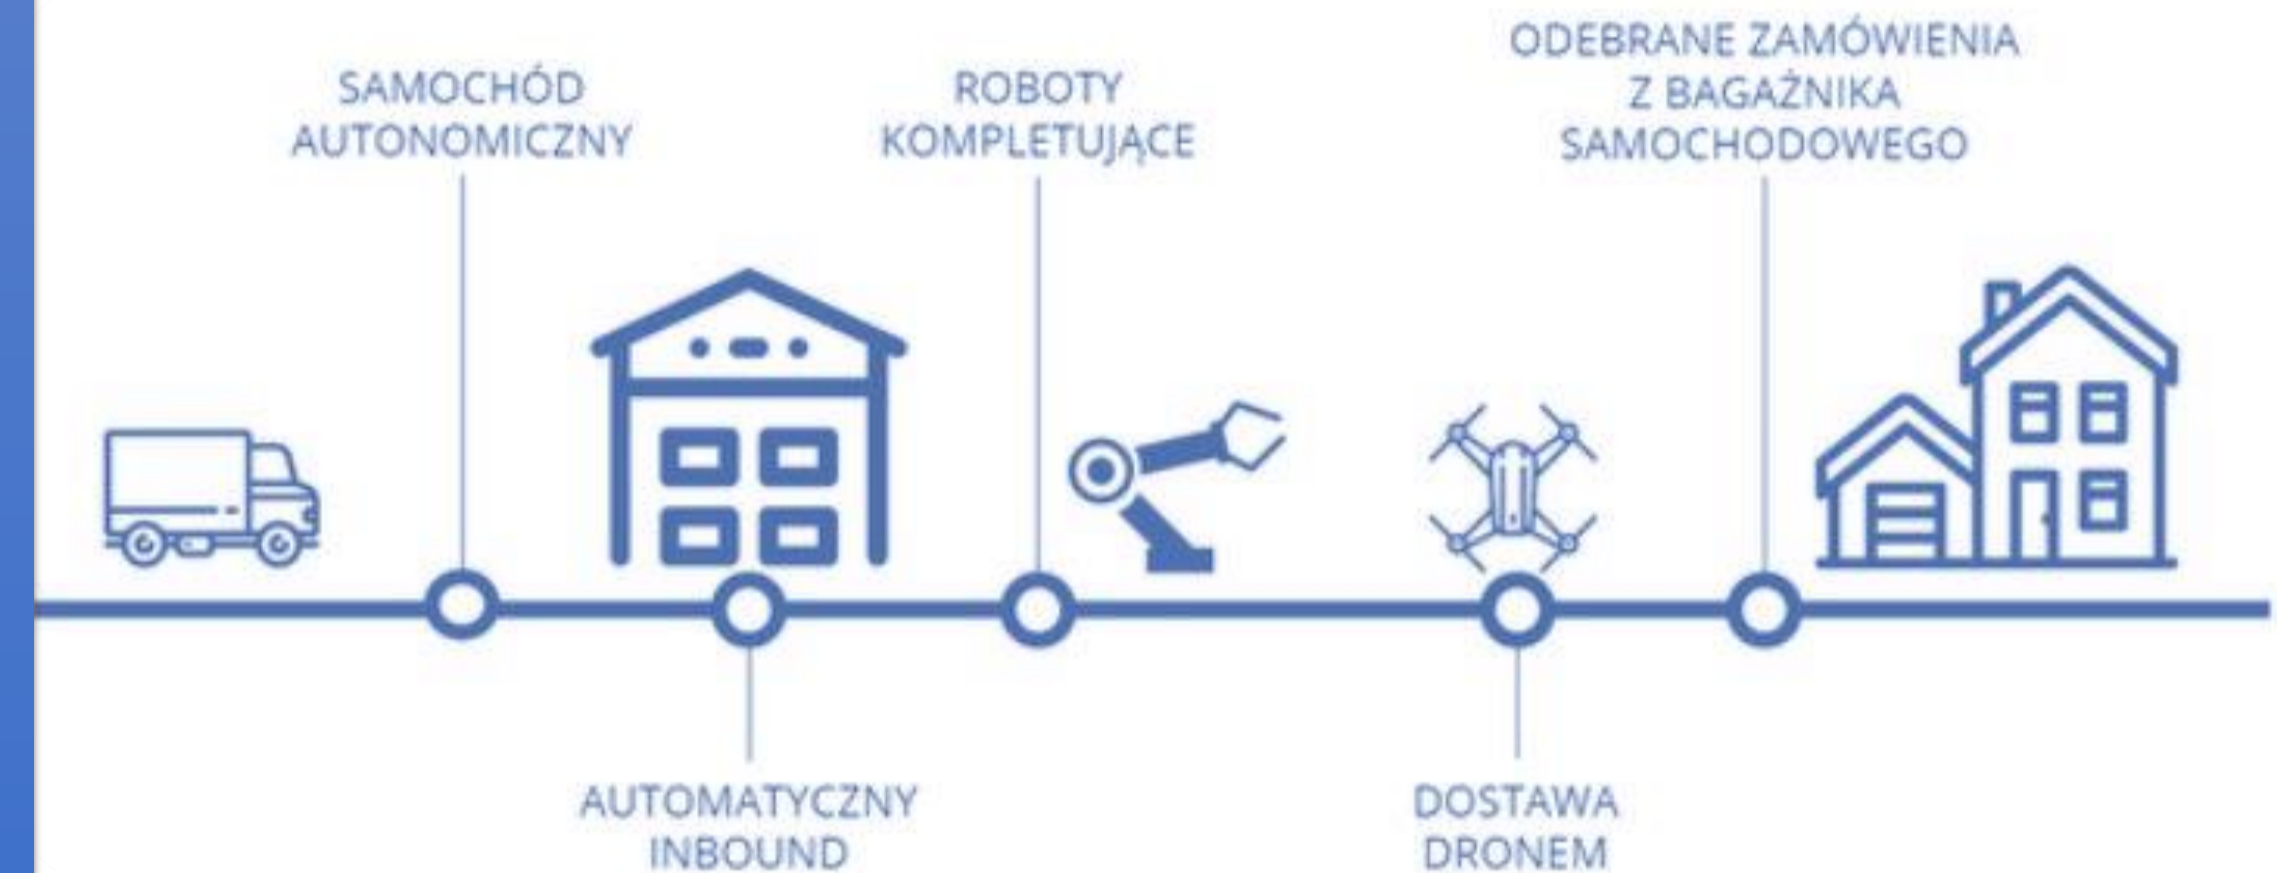 SAMOCHÓD
AUTONOMICZNY
AUTOMATYCZNY
INBOUND
ROBOTY
KOMPLETUJĄCE
DOSTAWA
DRONEM
ODEBRANE ZAMÓWIENIA
Z BAGAŻNIKA
SAMOCHODOWEGO